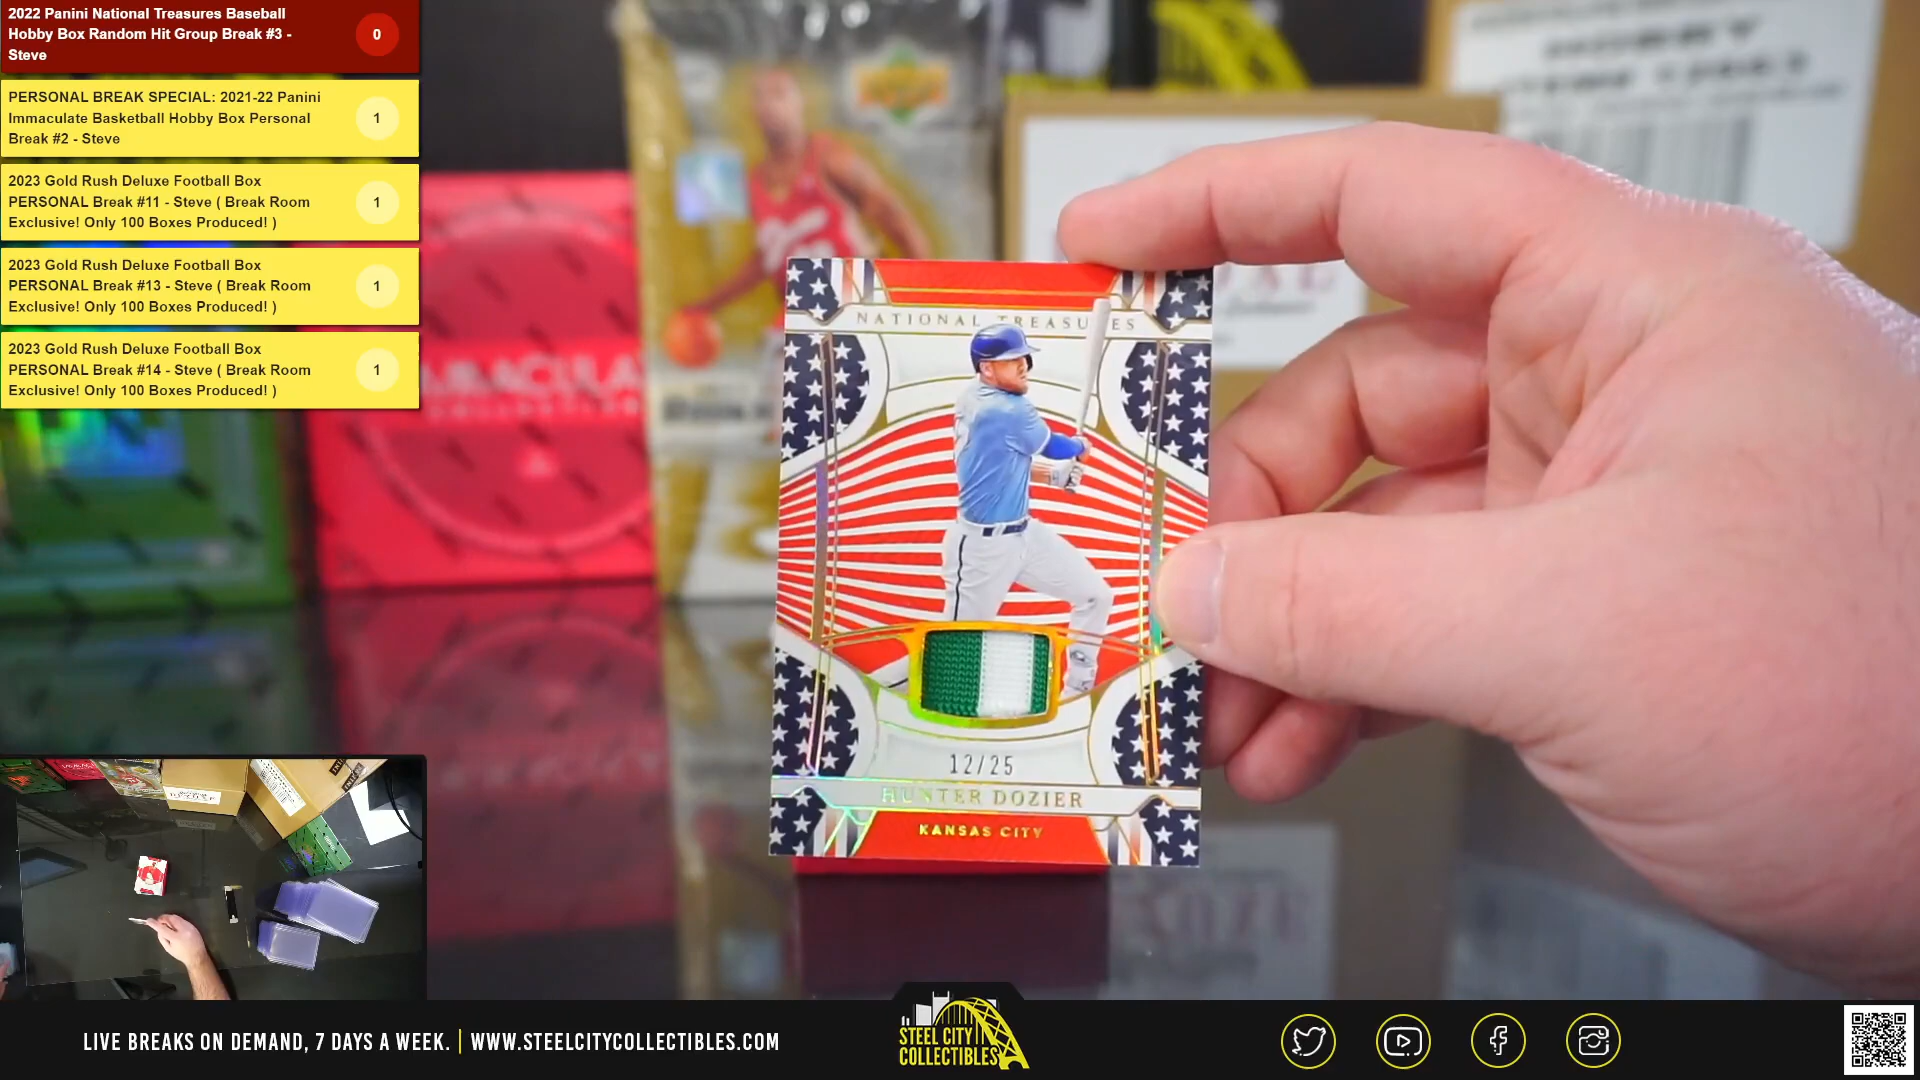 2022 Panini National Treasures Baseball
Hobby Box Random Hit Group Break #3 -
Steve
0
PERSONAL BREAK SPECIAL: 2021-22 Panini
Immaculate Basketball Hobby Box Personal
Break #2 - Steve
1
2023 Gold Rush Deluxe Football Box
PERSONAL Break #11 - Steve ( Break Room
Exclusive! Only 100 Boxes Produced! )
1
2023 Gold Rush Deluxe Football Box
PERSONAL Break #13 - Steve ( Break Room
Exclusive! Only 100 Boxes Produced! )
1
2023 Gold Rush Deluxe Football Box
PERSONAL Break #14 - Steve ( Break Room
Exclusive! Only 100 Boxes Produced! )
1
NATIONAL TREASURES
12/25
HUNTER DOZIER
KANSAS CITY
LIVE BREAKS ON DEMAND, 7 DAYS A WEEK. | WWW.STEELCITYCOLLECTIBLES.COM
STEEL CITY
COLLECTIBLES